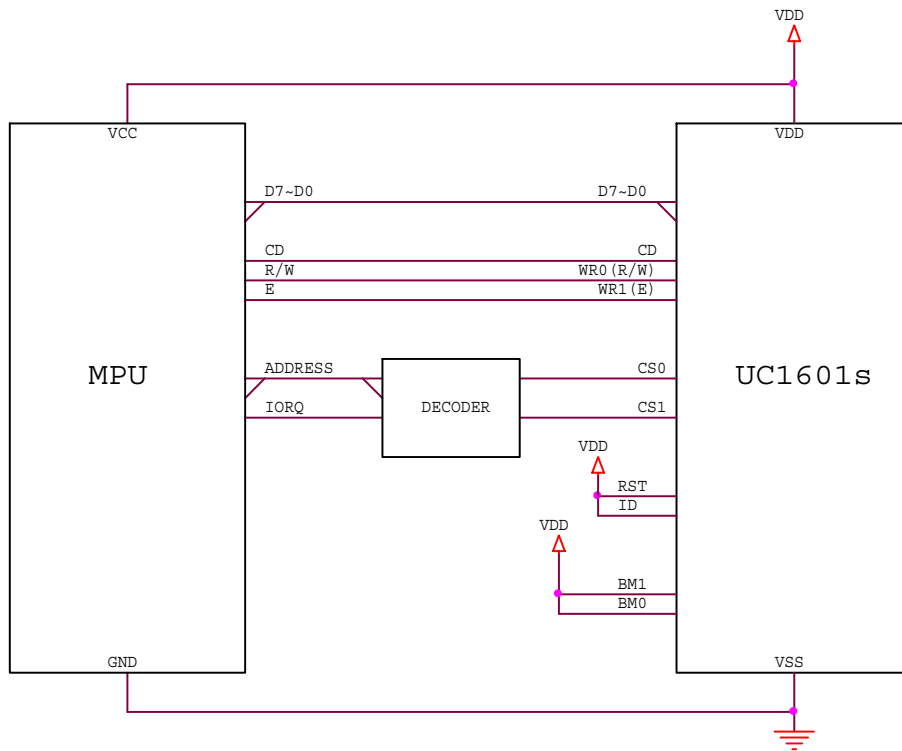 VDD
VCC VDD
D7~D0 D7~D0
CD CD
R/W WR0(R/W)
E WR1(E)
ADDRESS CS0
MPU DECODER UC1601s
IORQ CS1
VDD
RST
ID
VDD
BM1
BM0
GND VSS